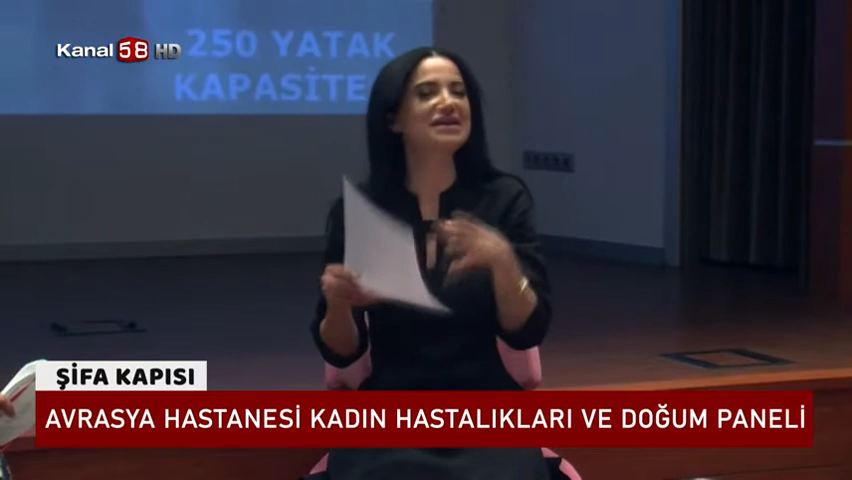 Kanal 58 HD
250 YATAK
KAPASİTE
ŞİFA KAPISI
AVRASYA HASTANESİ KADIN HASTALIKLARI VE DOĞUM PANELİ